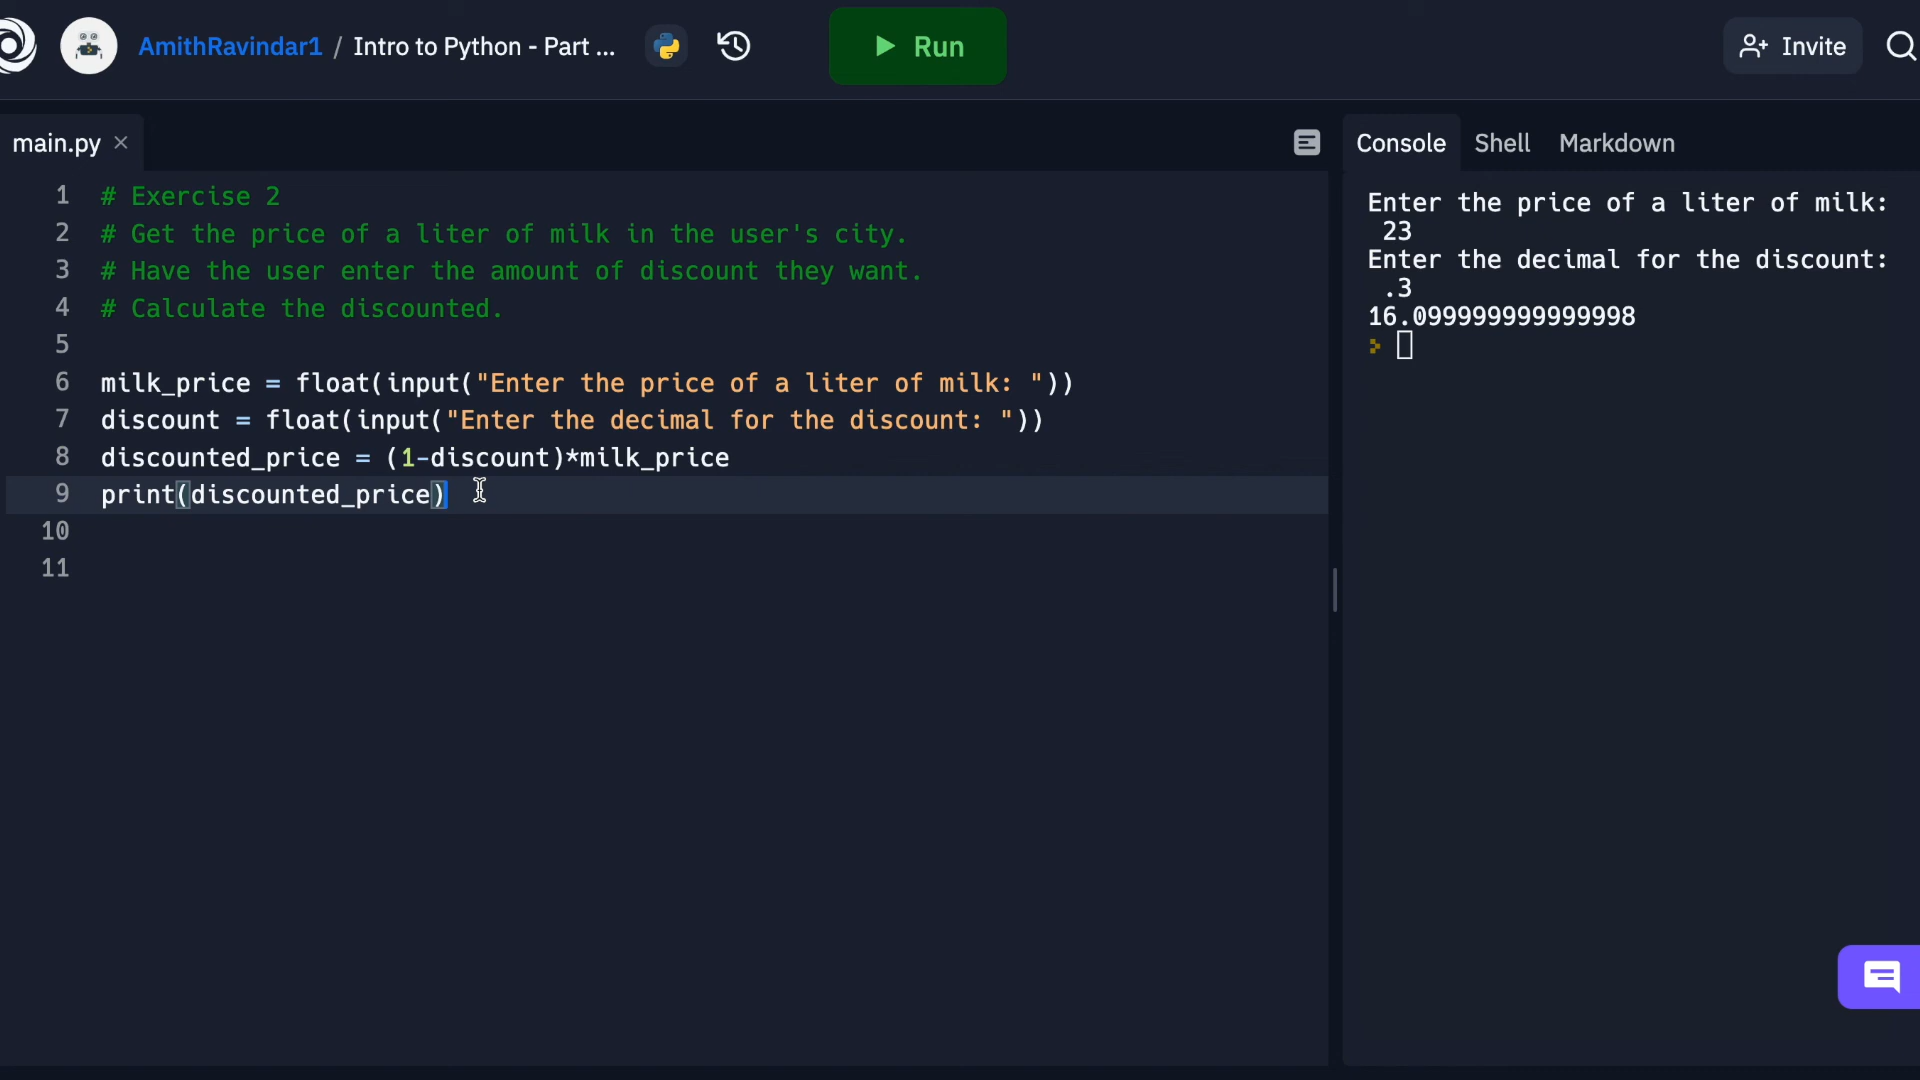 AmithRavindar1 / Intro to Python - Part ...
Run
Invite
main.py
Console Shell Markdown
1 # Exercise 2
2 # Get the price of a liter of milk in the user's city.
3 # Have the user enter the amount of discount they want.
4 # Calculate the discounted.
5
6 milk_price = float(input("Enter the price of a liter of milk: "))
7 discount = float(input("Enter the decimal for the discount: "))
8 discounted_price = (1-discount)*milk_price
9 print(discounted_price)
10
11
Enter the price of a liter of milk:
23
Enter the decimal for the discount:
.3
16.099999999999998